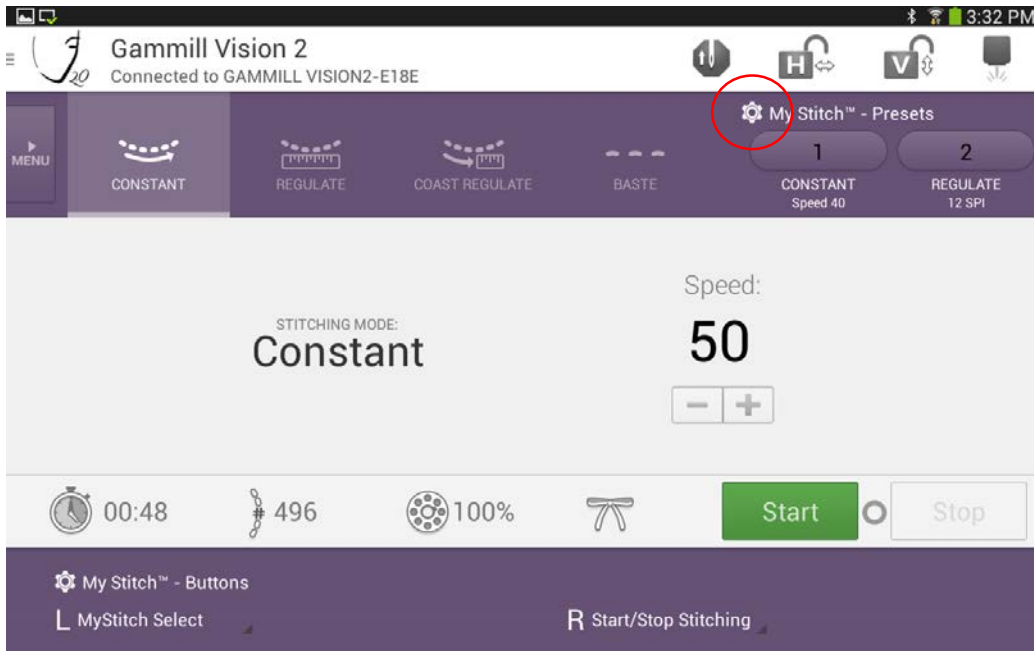 3:32 PM
20
Gammill Vision 2
Connected to GAMMILL VISION2-E18E
H
V
My Stitch™ - Presets
MENU
CONSTANT
REGULATE
COAST REGULATE
BASTE
1
CONSTANT
Speed 40
2
REGULATE
12 SPI
STITCHING MODE:
Constant
Speed:
50
00:48
496
100%
Start
Stop
My Stitch™ - Buttons
L MyStitch Select
R Start/Stop Stitching